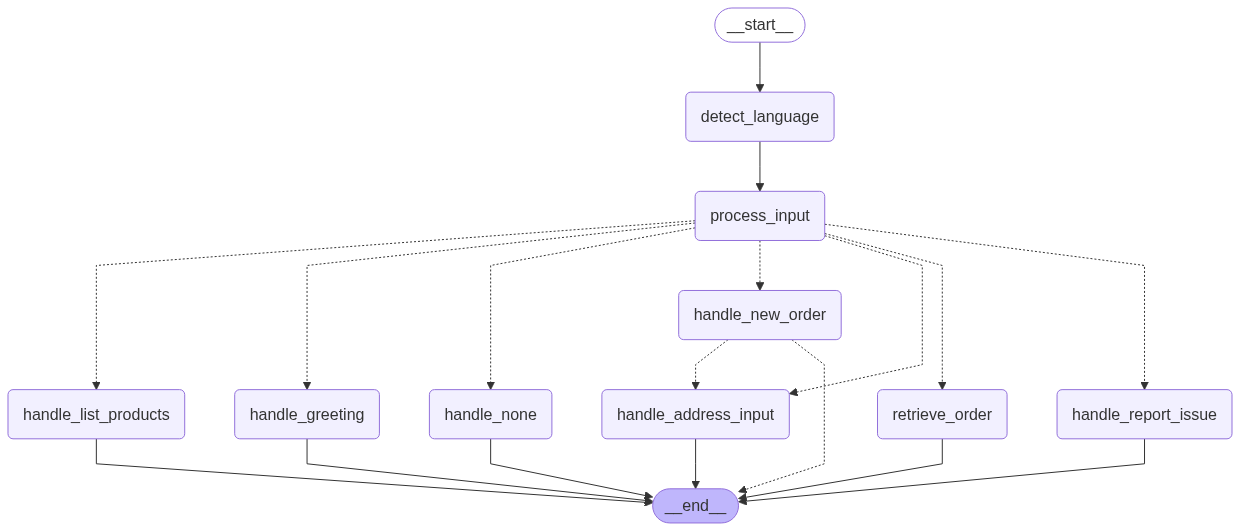 __start__
detect_language
process_input
handle_new_order
handle_list_products
handle_greeting
handle_none
handle_address_input
retrieve_order
handle_report_issue
__end__